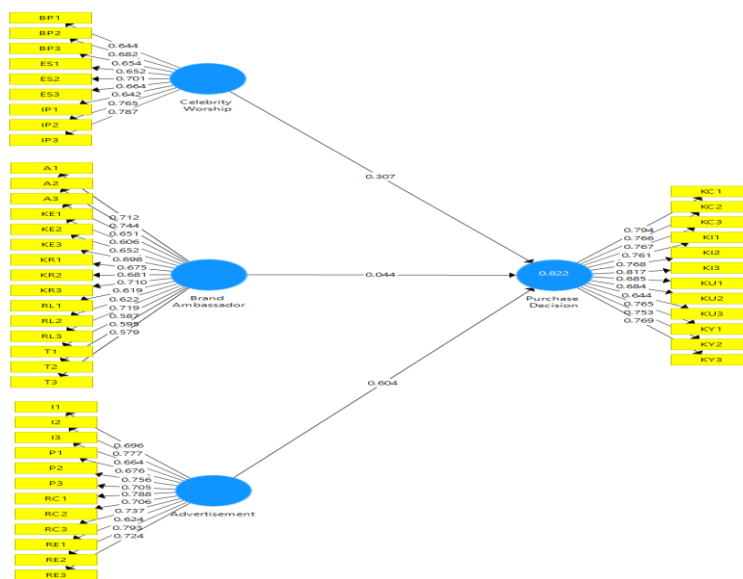 BP1
BP2
BP3
ES1
ES2
ES3
IP1
IP2
IP3
0.644
0.682
0.654
0.652
0.701
0.664
0.642
0.765
0.787
Celebrity
Worship
0.307
A1
A2
A3
KE1
KE2
KE3
KR1
KR2
KR3
RL1
RL2
RL3
T1
T2
T3
0.712
0.744
0.651
0.606
0.652
0.698
0.675
0.681
0.710
0.619
0.622
0.719
0.587
0.595
0.579
Brand
Ambassador
0.044
0.822
Purchase
Decision
0.794
0.766
0.767
0.761
0.768
0.817
0.685
0.684
0.644
0.765
0.753
0.769
KC1
KC2
KC3
KI1
KI2
KI3
KU1
KU2
KU3
KY1
KY2
KY3
0.604
I1
I2
I3
P1
P2
P3
RC1
RC2
RC3
RE1
RE2
RE3
0.696
0.777
0.664
0.676
0.756
0.705
0.788
0.706
0.737
0.624
0.793
0.724
Advertisement